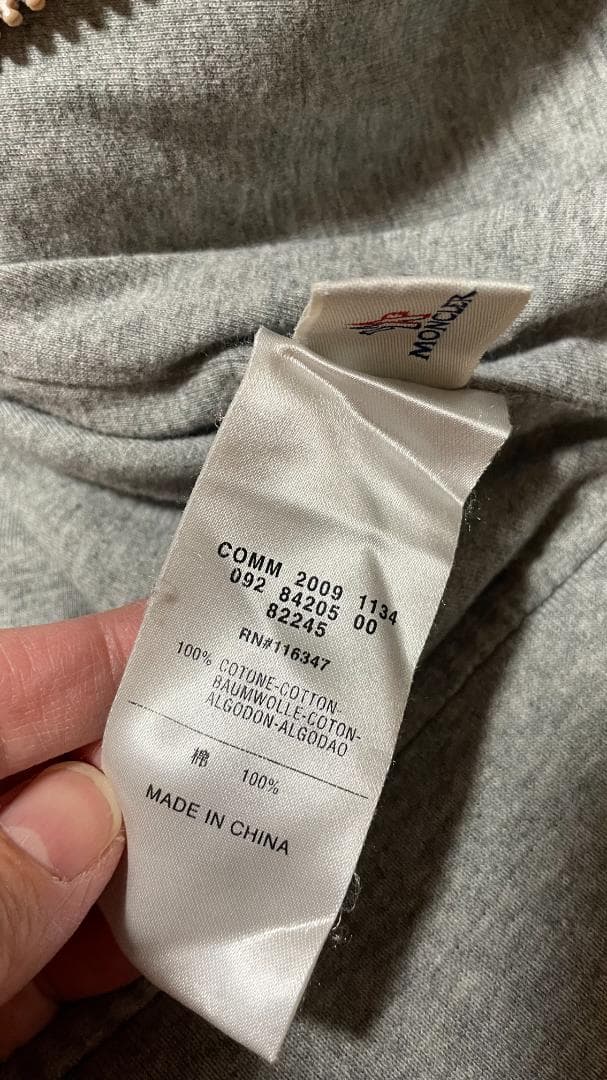 MONCLER
COMM 2009 1134
092 84205 00
82245
RN#116347
100% COTONE-COTTON-
BAUMWOLLE-COTON-
ALGODON-ALGODAO
棉 100%
MADE IN CHINA